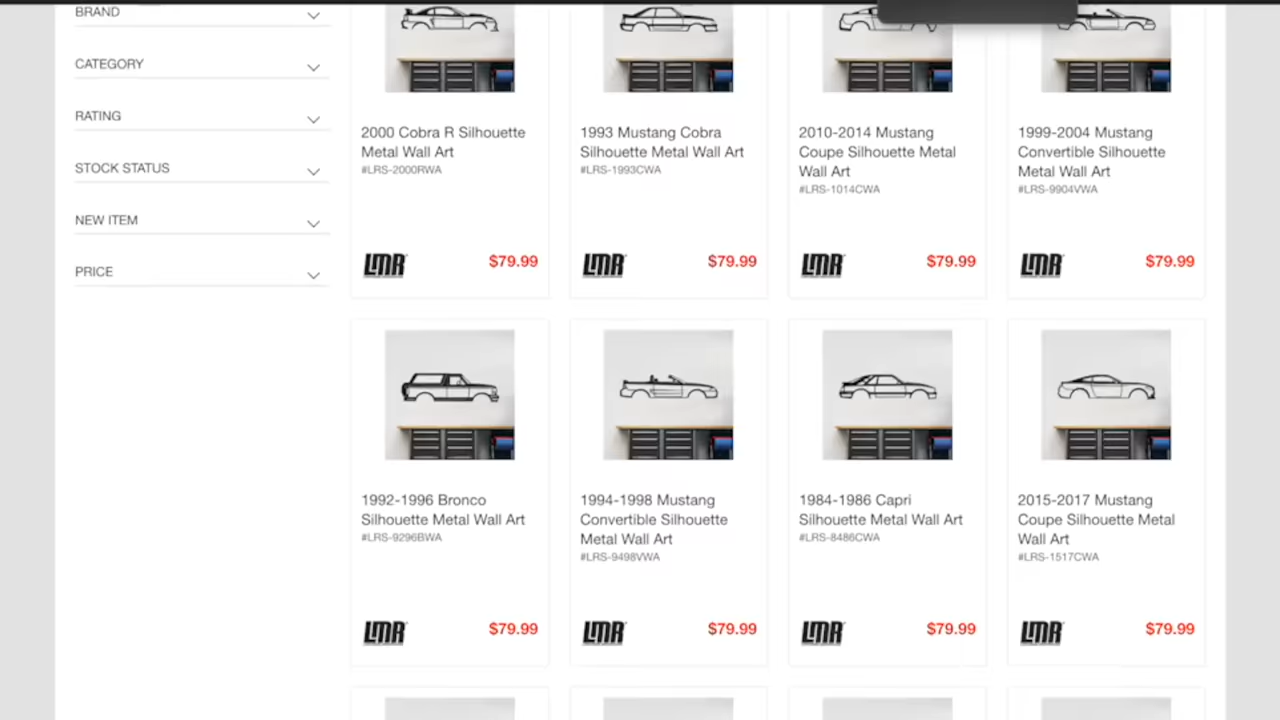 BRAND
CATEGORY
RATING
STOCK STATUS
NEW ITEM
PRICE
2000 Cobra R Silhouette
Metal Wall Art
#LRS-2000RWA
LMR
$79.99
1993 Mustang Cobra
Silhouette Metal Wall Art
#LRS-1993CWA
LMR
$79.99
2010-2014 Mustang
Coupe Silhouette Metal
Wall Art
#LRS-1014CWA
LMR
$79.99
1999-2004 Mustang
Convertible Silhouette
Metal Wall Art
#LRS-9904VWA
LMR
$79.99
1992-1996 Bronco
Silhouette Metal Wall Art
#LRS-9296BWA
LMR
$79.99
1994-1998 Mustang
Convertible Silhouette
Metal Wall Art
#LRS-9498VWA
LMR
$79.99
1984-1986 Capri
Silhouette Metal Wall Art
#LRS-8486CWA
LMR
$79.99
2015-2017 Mustang
Coupe Silhouette Metal
Wall Art
#LRS-1517CWA
LMR
$79.99